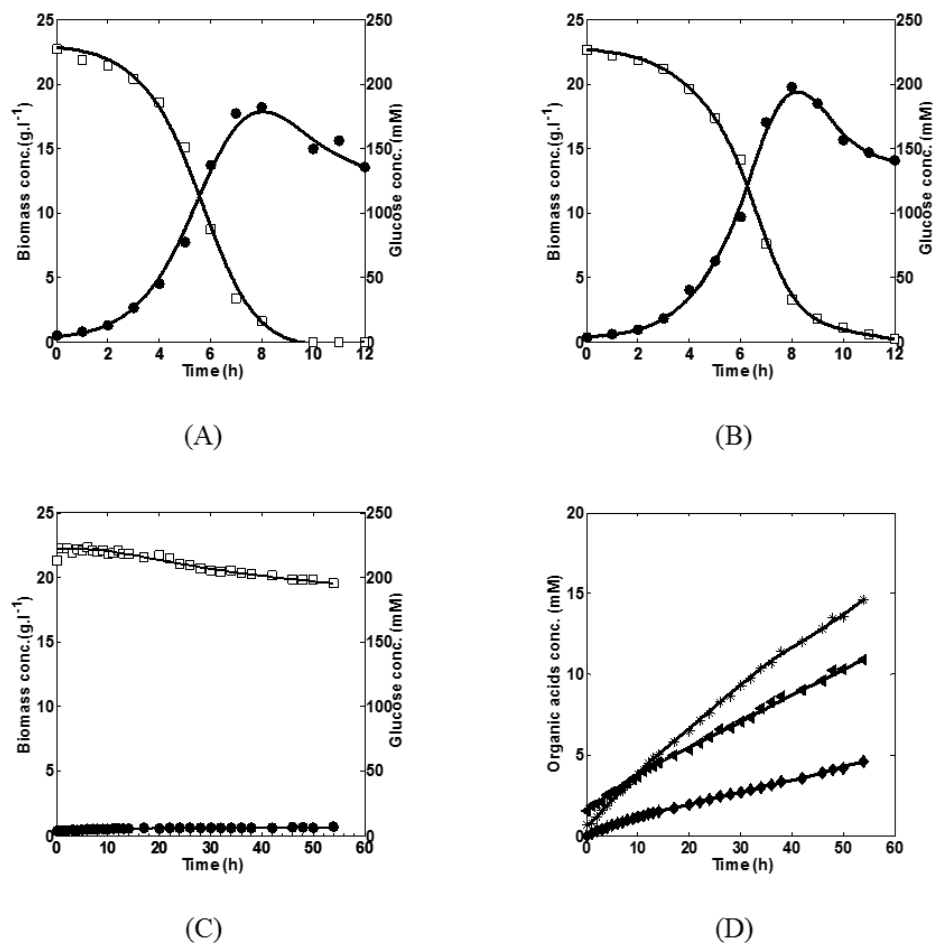 25
20
15
10
5
0
Biomass conc.(g.l-1)
250
200
150
100
50
0
Glucose conc. (mM)
0 2 4 6 8 10 12
Time (h)
(A)
25
20
15
10
5
0
Biomass conc.(g.l-1)
250
200
150
100
50
0
Glucose conc. (mM)
0 2 4 6 8 10 12
Time (h)
(B)
25
20
15
10
5
0
Biomass conc.(g.l-1)
250
200
150
100
50
0
Glucose conc. (mM)
0 10 20 30 40 50 60
Time (h)
(C)
20
15
10
5
0
Organic acids conc. (mM)
0 10 20 30 40 50 60
Time (h)
(D)